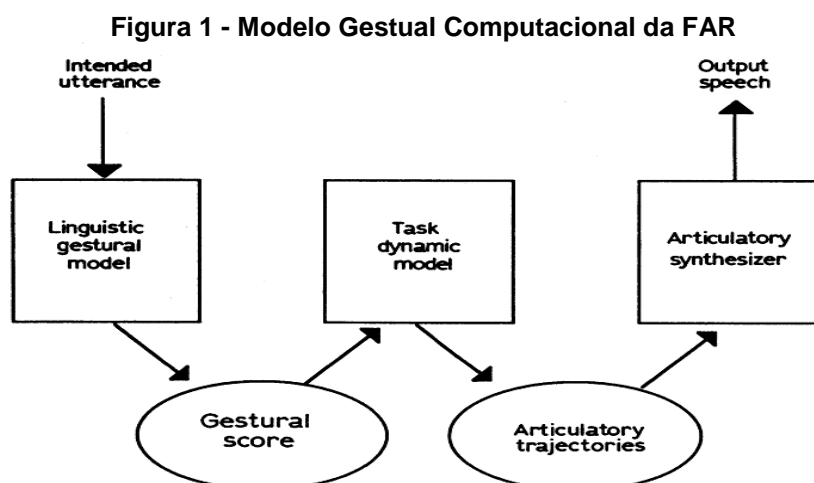 Figura 1 - Modelo Gestual Computacional da FAR
Intended
utterance
Output
speech
Linguistic
gestural
model
Task
dynamic
model
Articulatory
synthesizer
Gestural
score
Articulatory
trajectories